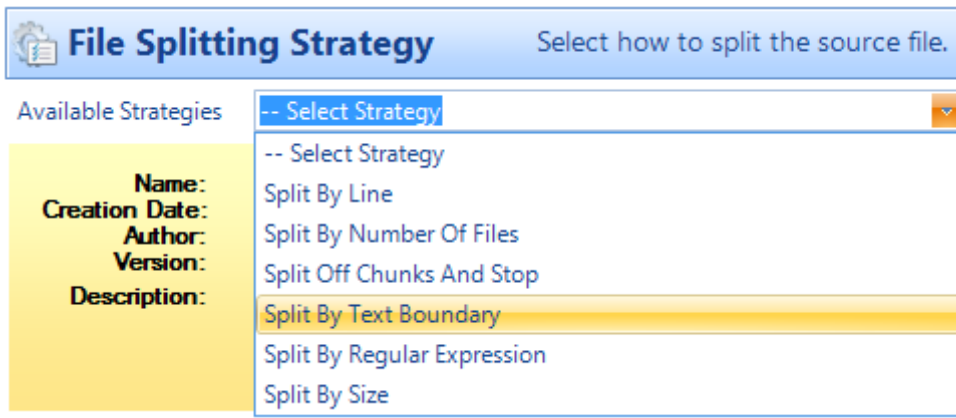 File Splitting Strategy Select how to split the source file.
Available Strategies -- Select Strategy
-- Select Strategy
Name: Split By Line
Creation Date:
Author: Split By Number Of Files
Version: Split Off Chunks And Stop
Description: Split By Text Boundary
Split By Regular Expression
Split By Size